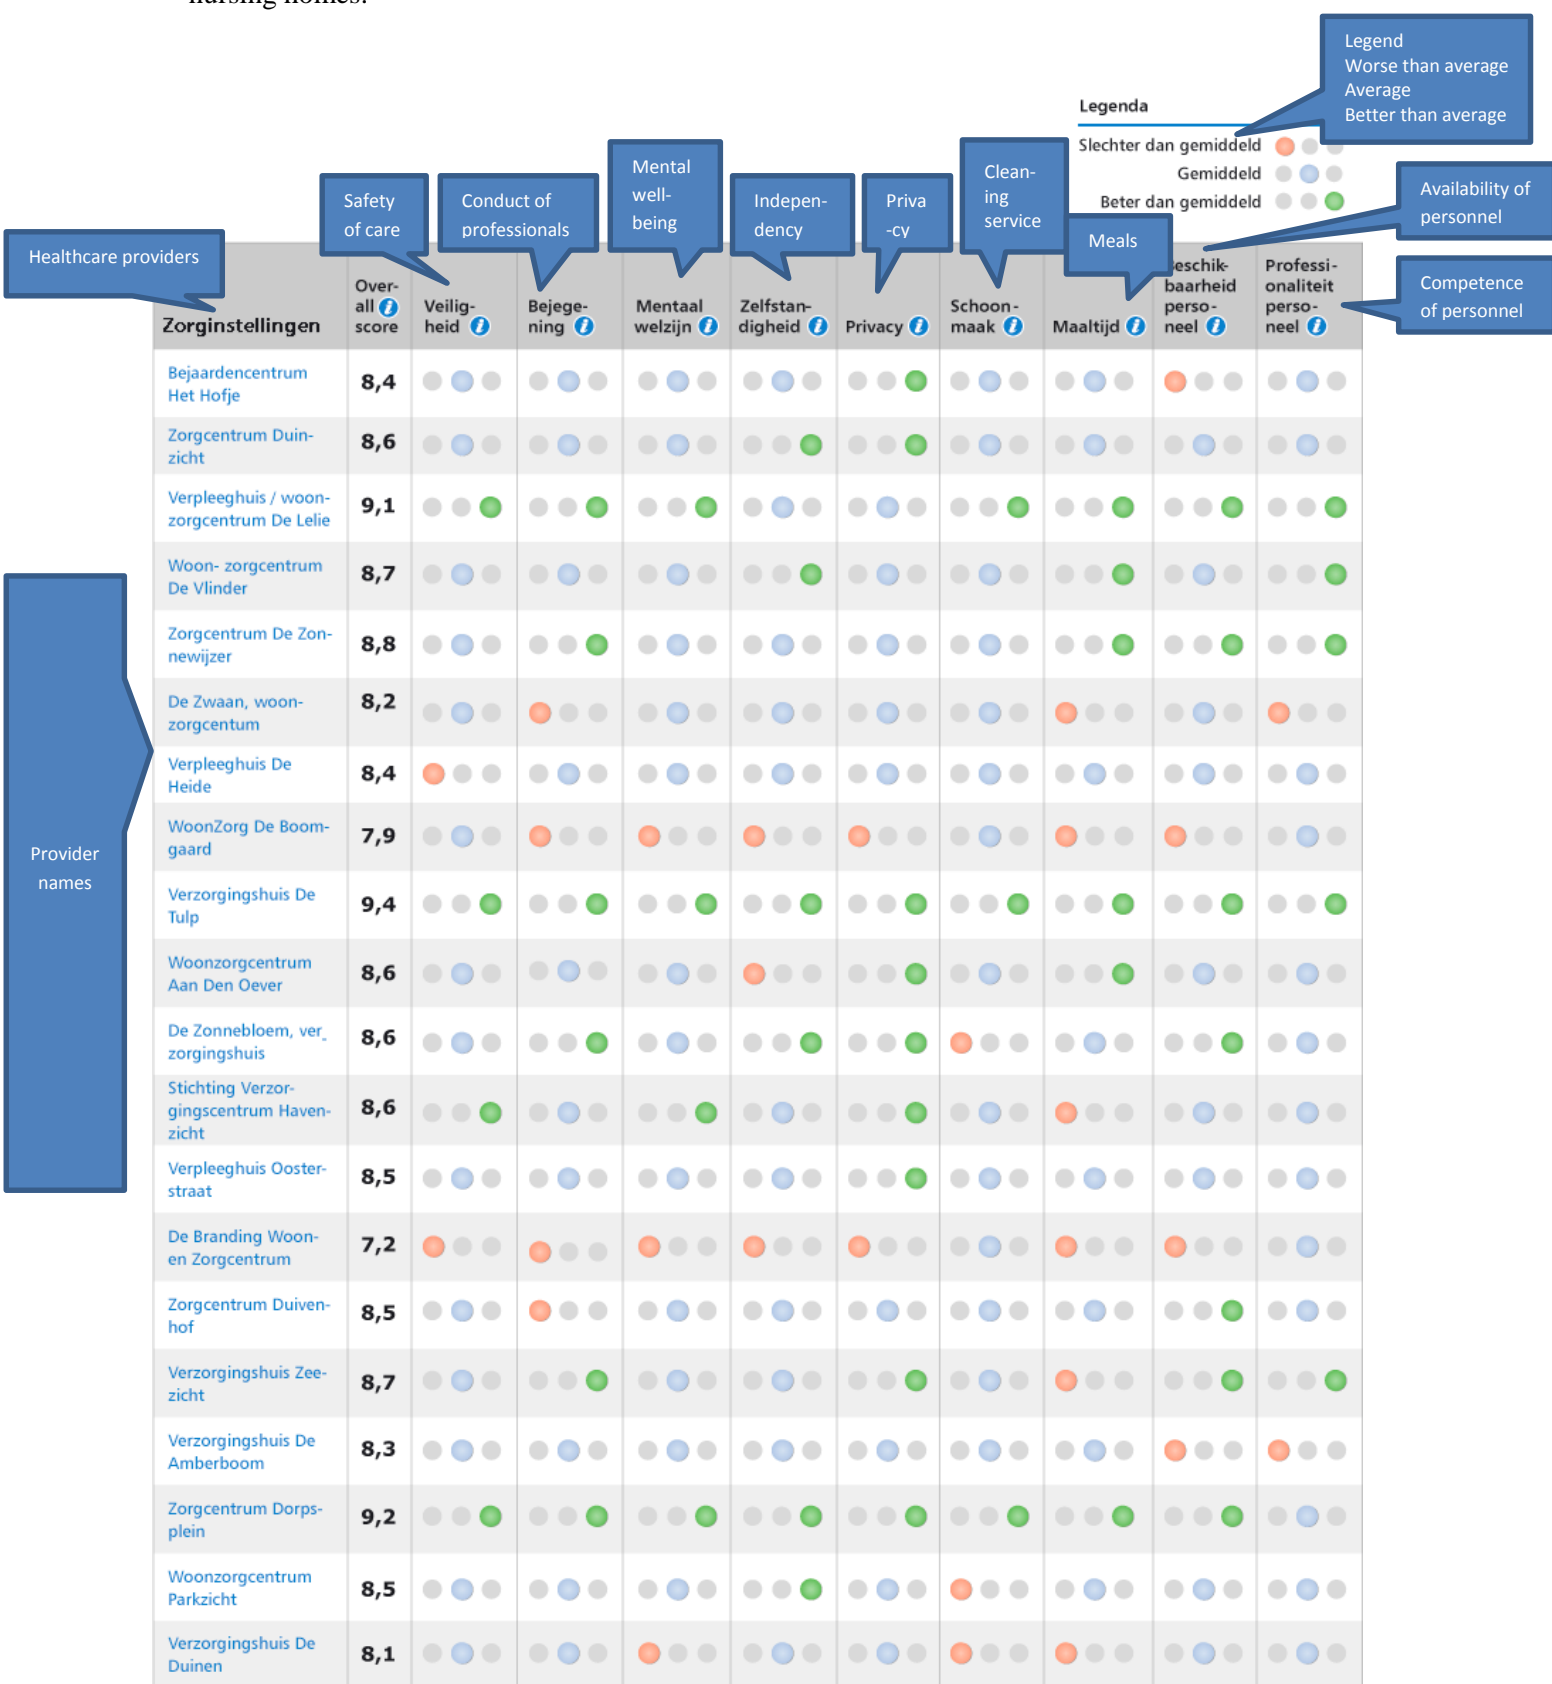 nursing homes.
Legend
Worse than average
Average
Better than average
Legenda
Slechter dan gemiddeld
Gemiddeld
Beter dan gemiddeld
Availability of
personnel
Competence
of personnel
Healthcare providers
Safety
of care
Conduct of
professionals
Mental
well-
being
Indepen-
dency
Priva
-cy
Clean-
ing
service
Meals
Zorginstellingen
Over-
all
score
Veilig-
heid
Bejege-
ning
Mentaal
welzijn
Zelfstan-
digheid
Privacy
Schoon-
maak
Maaltijd
Beschik-
baarheid
perso-
neel
Professi-
onaliteit
perso-
neel
Provider
names
Bejaardencentrum
Het Hofje
8,4
Zorgcentrum Duin-
zicht
8,6
Verpleeghuis / woon-
zorgcentrum De Lelie
9,1
Woon- zorgcentrum
De Vlinder
8,7
Zorgcentrum De Zon-
newijzer
8,8
De Zwaan, woon-
zorgcentum
8,2
Verpleeghuis De
Heide
8,4
WoonZorg De Boom-
gaard
7,9
Verzorgingshuis De
Tulp
9,4
Woonzorgcentrum
Aan Den Oever
8,6
De Zonnebloem, ver_
zorgingshuis
8,6
Stichting Verzor-
gingscentrum Haven-
zicht
8,6
Verpleeghuis Ooster-
straat
8,5
De Branding Woon-
en Zorgcentrum
7,2
Zorgcentrum Duiven-
hof
8,5
Verzorgingshuis Zee-
zicht
8,7
Verzorgingshuis De
Amberboom
8,3
Zorgcentrum Dorps-
plein
9,2
Woonzorgcentrum
Parkzicht
8,5
Verzorgingshuis De
Duinen
8,1